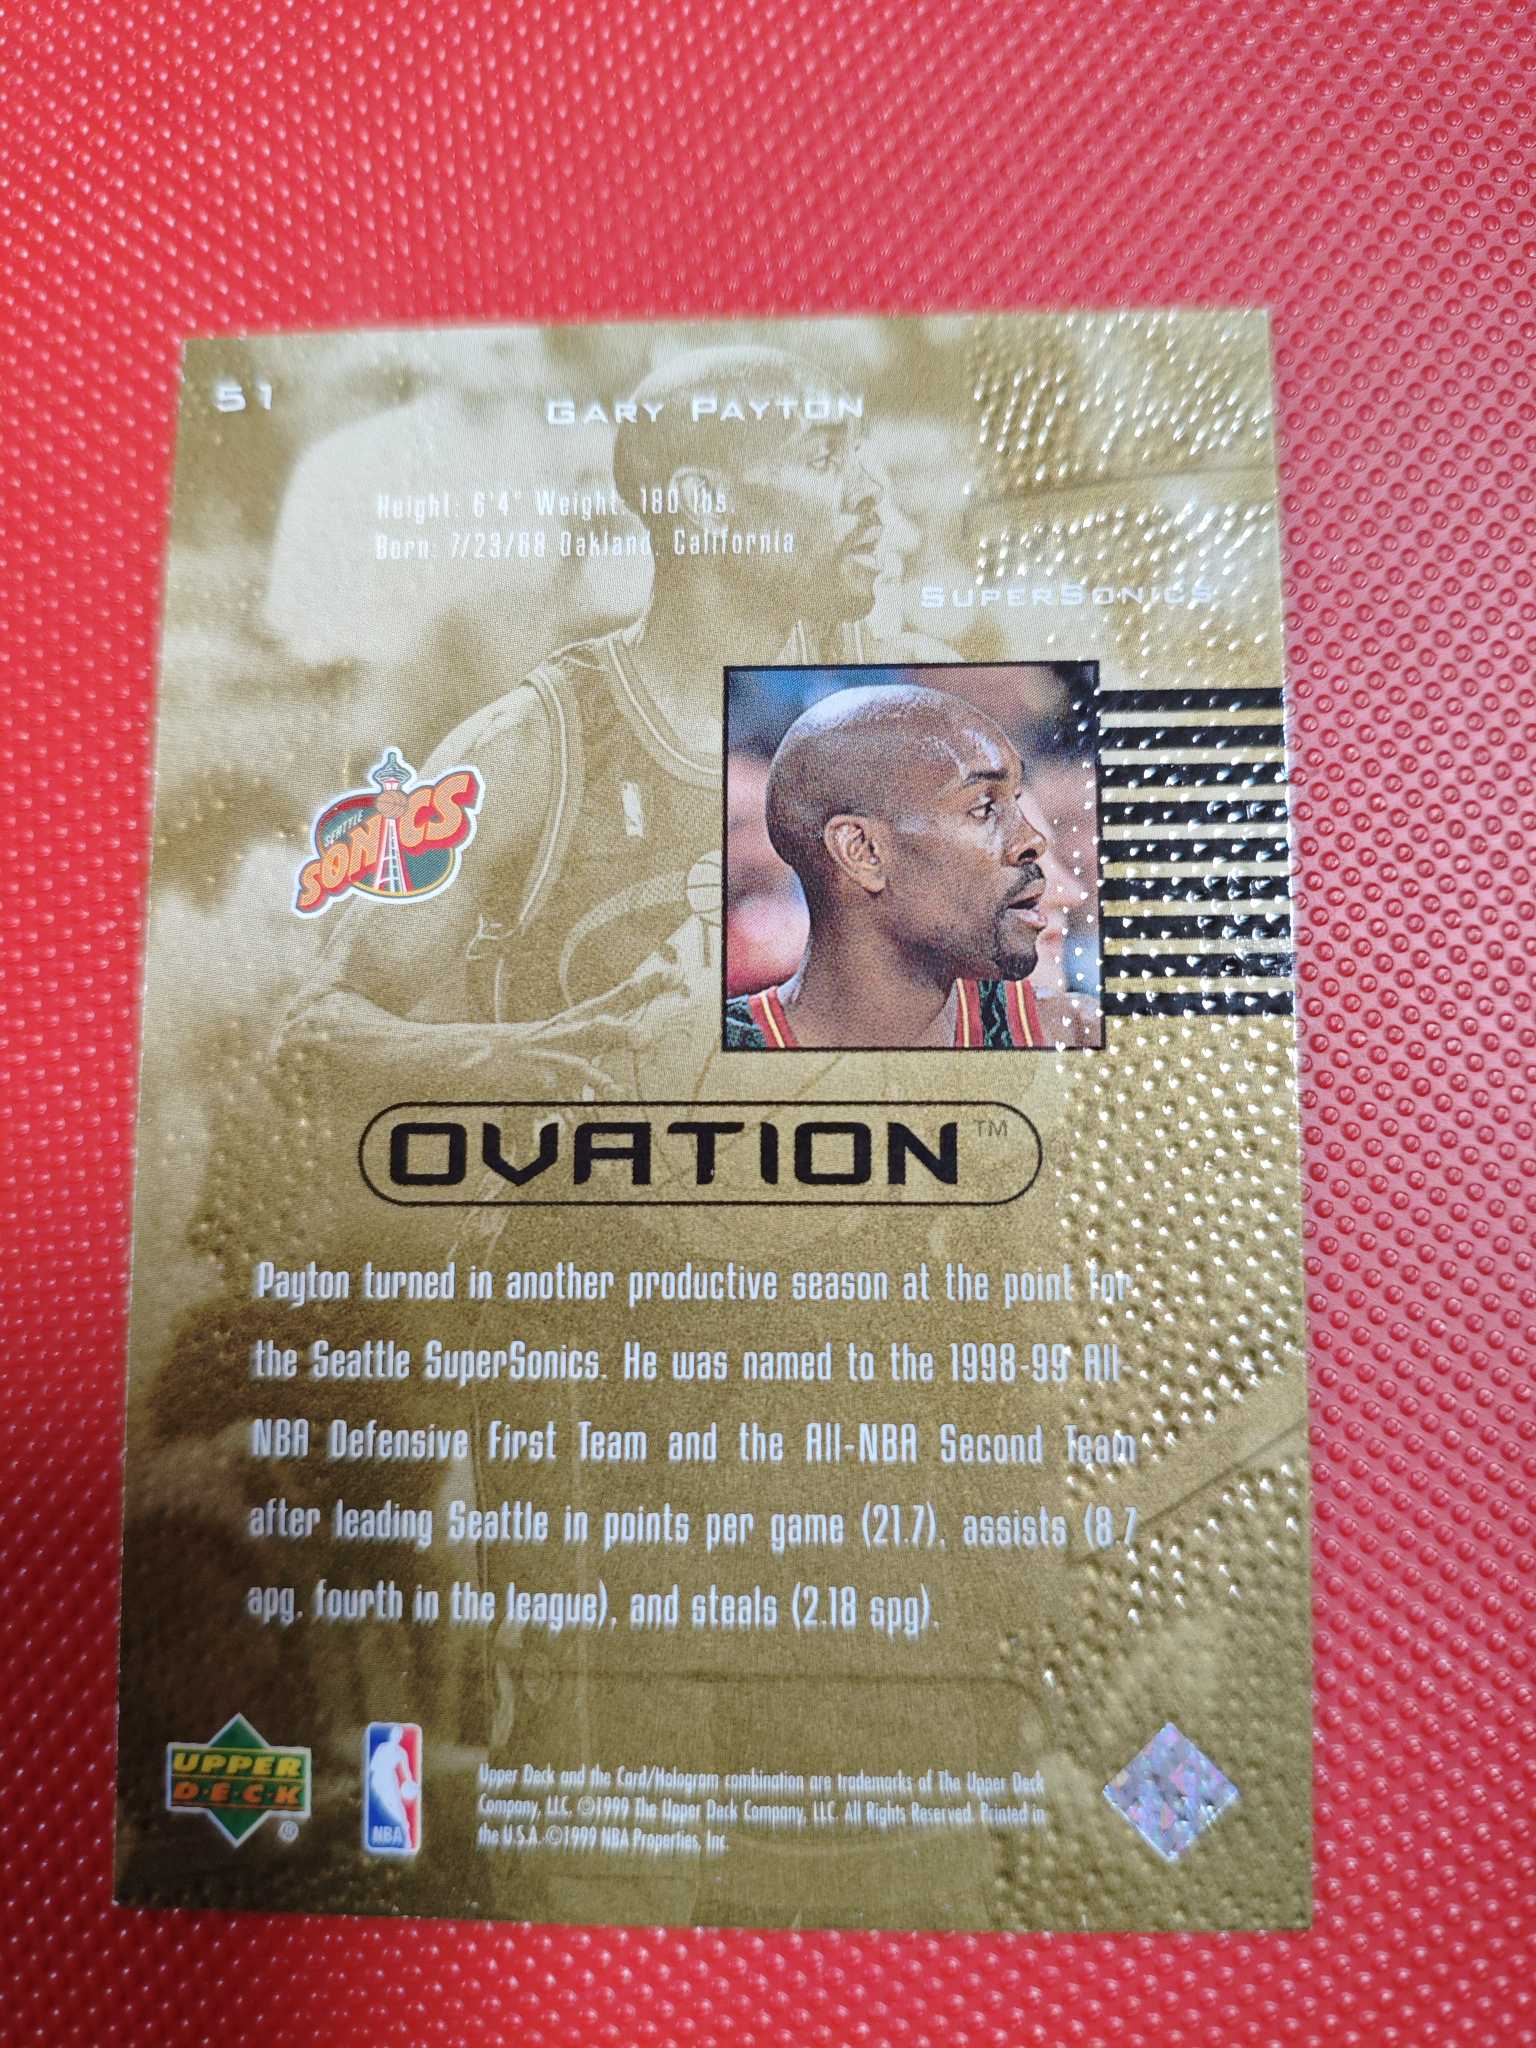 51
GARY PAYTON
Height: 6'4" Weight: 180 lbs.
Born: 7/23/68 Oakland, California
SUPERSONICS
SEATTLE
SONICS
OVATION™
Payton turned in another productive season at the point for
the Seattle SuperSonics. He was named to the 1998-99 All-
NBA Defensive First Team and the All-NBA Second Team
after leading Seattle in points per game (21.7), assists (8.7
apg, fourth in the league), and steals (2.18 spg).
UPPER
D·E·C·K
®
NBA
Upper Deck and the Card/Hologram combination are trademarks of The Upper Deck
Company, LLC. ©1999 The Upper Deck Company, LLC. All Rights Reserved. Printed in
the U.S.A. ©1999 NBA Properties, Inc.